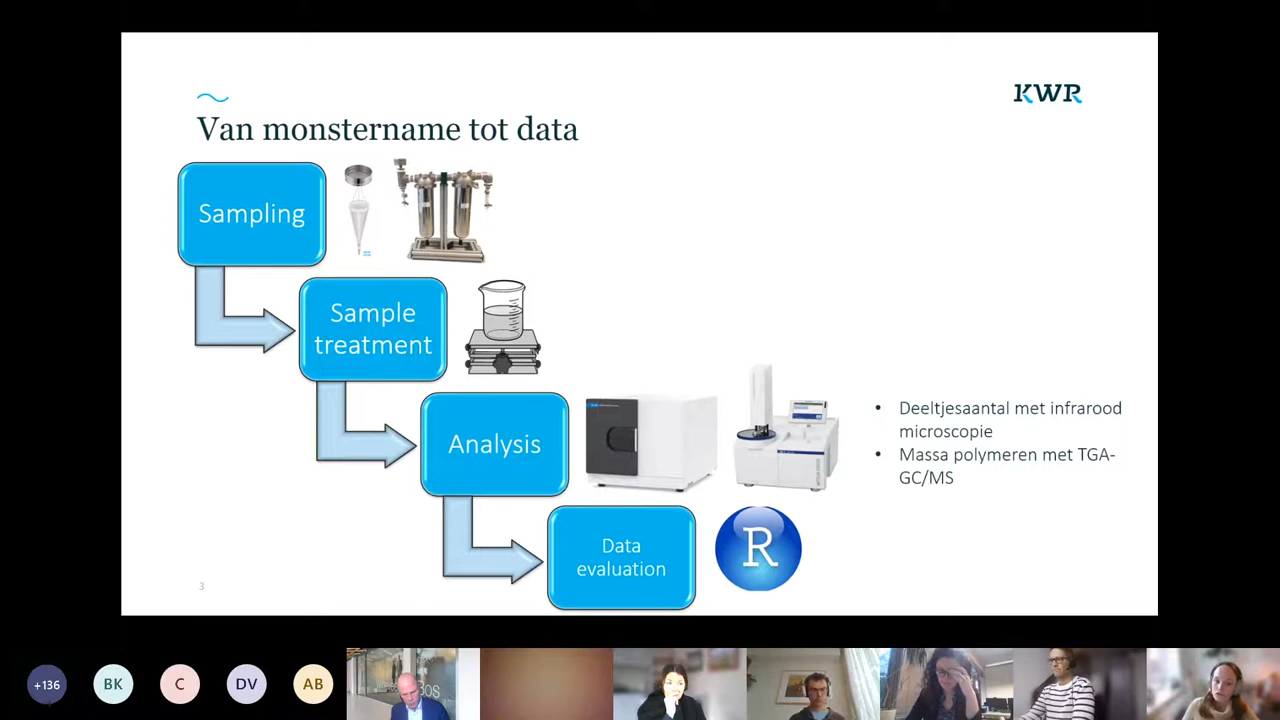 KWR
Van monstername tot data
Sampling
Sample
treatment
Analysis
• Deeltjesaantal met infrarood
microscopie
• Massa polymeren met TGA-
GC/MS
Data
evaluation
R
3
+136
BK
C
DV
AB